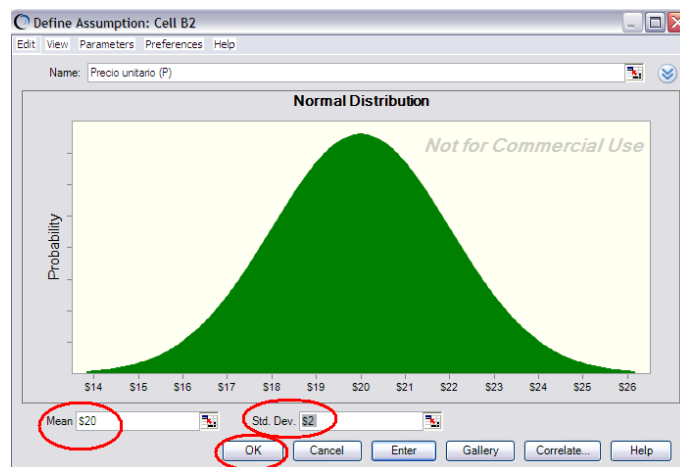 Define Assumption: Cell B2
Edit View Parameters Preferences Help
Name: Precio unitario (P)
Normal Distribution
Not for Commercial Use
Probability
$14 $15 $16 $17 $18 $19 $20 $21 $22 $23 $24 $25 $26
Mean $20 Std. Dev. $2
OK Cancel Enter Gallery Correlate... Help